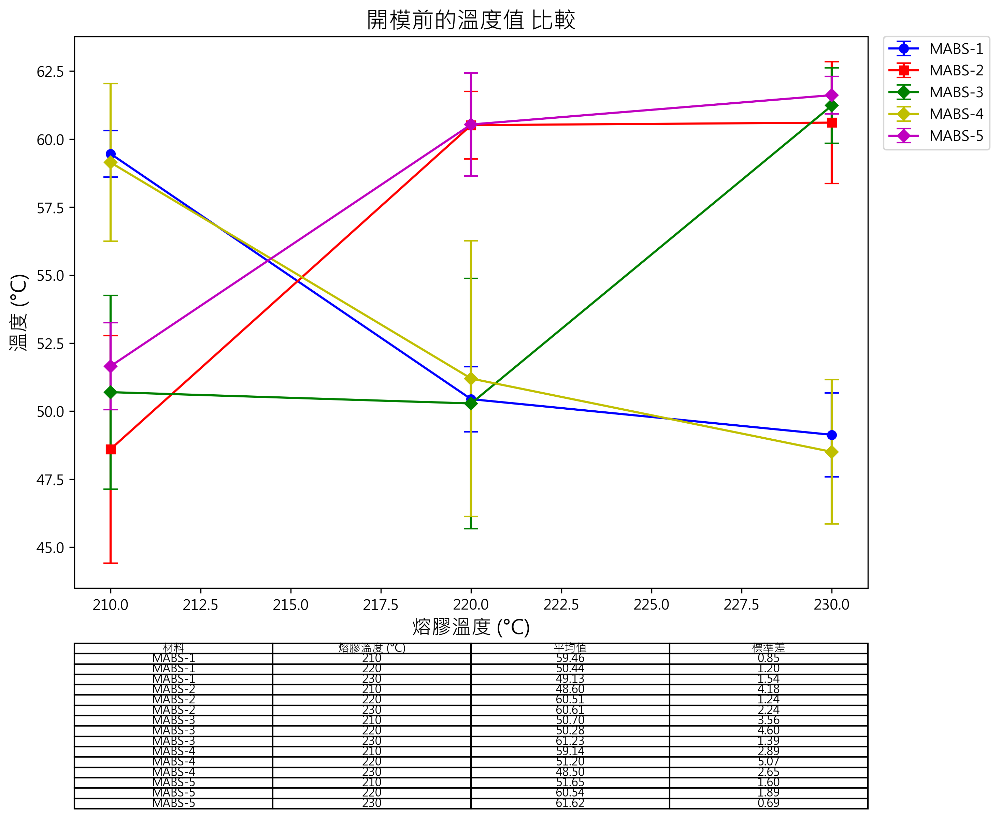 開模前的溫度值 比較
MABS-1
MABS-2
MABS-3
MABS-4
MABS-5
溫度 (°C)
62.5
60.0
57.5
55.0
52.5
50.0
47.5
45.0
210.0 212.5 215.0 217.5 220.0 222.5 225.0 227.5 230.0
熔膠溫度 (°C)
材料 熔膠溫度 (°C) 平均值 標準差
MABS-1 210 59.46 0.85
MABS-1 220 50.44 1.20
MABS-1 230 49.13 1.54
MABS-2 210 48.60 4.18
MABS-2 220 60.51 1.24
MABS-2 230 60.61 2.24
MABS-3 210 50.70 3.56
MABS-3 220 50.28 4.60
MABS-3 230 61.23 1.39
MABS-4 210 59.14 2.89
MABS-4 220 51.20 5.07
MABS-4 230 48.50 2.65
MABS-5 210 51.65 1.60
MABS-5 220 60.54 1.89
MABS-5 230 61.62 0.69